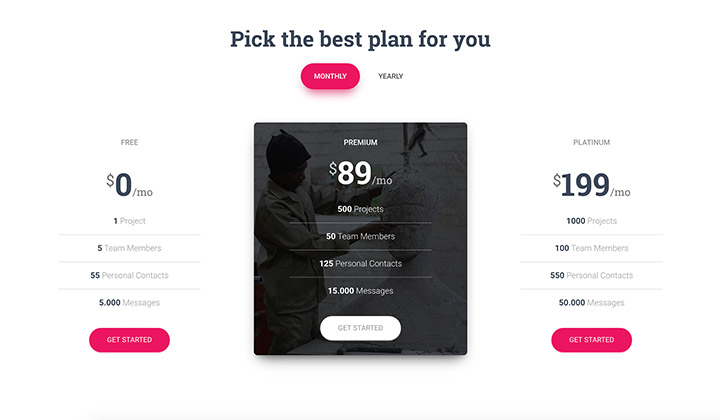 Pick the best plan for you
MONTHLY YEARLY
FREE
$0/mo
1 Project
5 Team Members
55 Personal Contacts
5.000 Messages
GET STARTED
PREMIUM
$89/mo
500 Projects
50 Team Members
125 Personal Contacts
15.000 Messages
GET STARTED
PLATINUM
$199/mo
1000 Projects
100 Team Members
550 Personal Contacts
50.000 Messages
GET STARTED